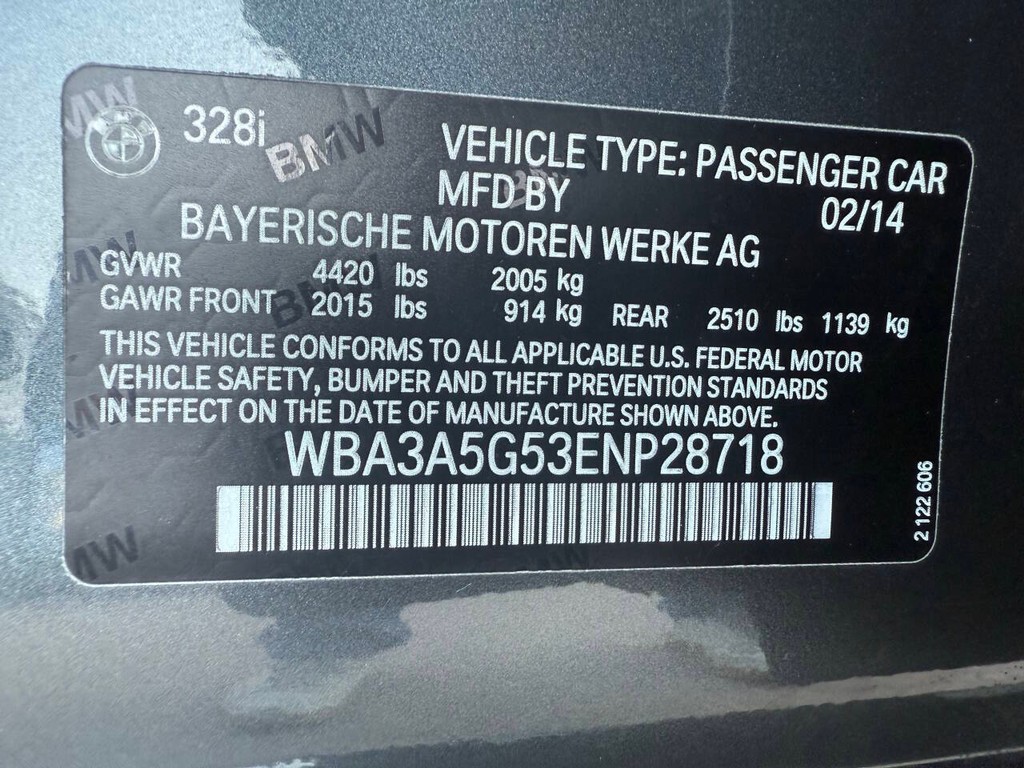 328i
VEHICLE TYPE: PASSENGER CAR
MFD BY 02/14
BAYERISCHE MOTOREN WERKE AG
GVWR 4420 lbs 2005 kg
GAWR FRONT 2015 lbs 914 kg REAR 2510 lbs 1139 kg
THIS VEHICLE CONFORMS TO ALL APPLICABLE U.S. FEDERAL MOTOR
VEHICLE SAFETY, BUMPER AND THEFT PREVENTION STANDARDS
IN EFFECT ON THE DATE OF MANUFACTURE SHOWN ABOVE.
WBA3A5G53ENP28718
2 122 606
BMW
BMW